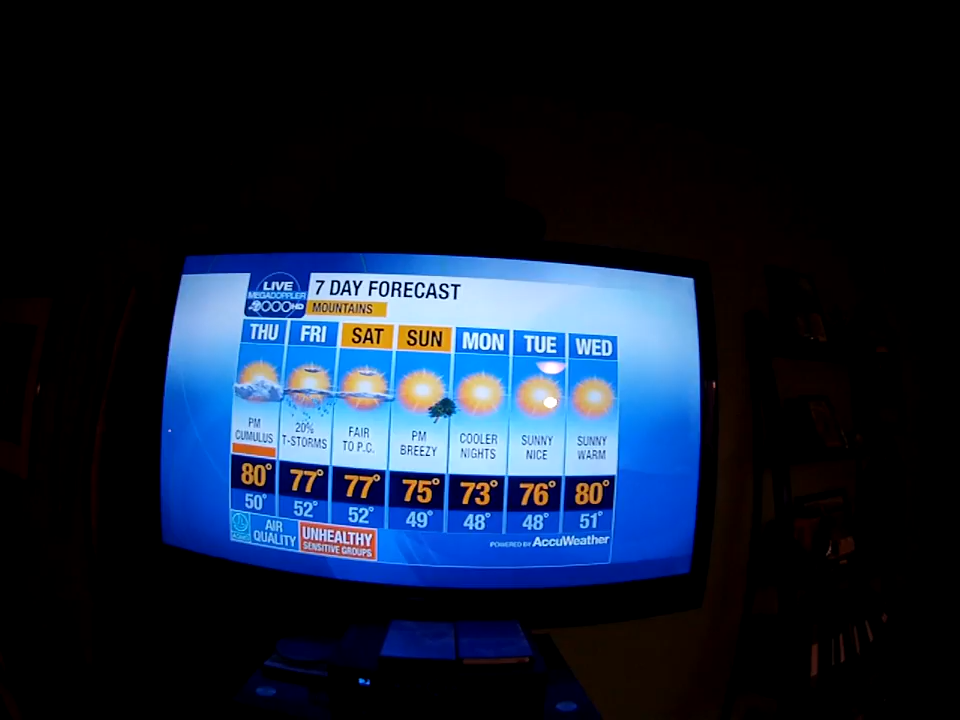 LIVE
MEGADOPPLER
7000HD
7 DAY FORECAST
MOUNTAINS
THU FRI SAT SUN MON TUE WED
PM CUMULUS
20% T-STORMS
FAIR TO P.C.
PM BREEZY
COOLER NIGHTS
SUNNY NICE
SUNNY WARM
80° 77° 77° 75° 73° 76° 80°
50° 52° 52° 49° 48° 48° 51°
AIR QUALITY
UNHEALTHY
SENSITIVE GROUPS
POWERED BY AccuWeather